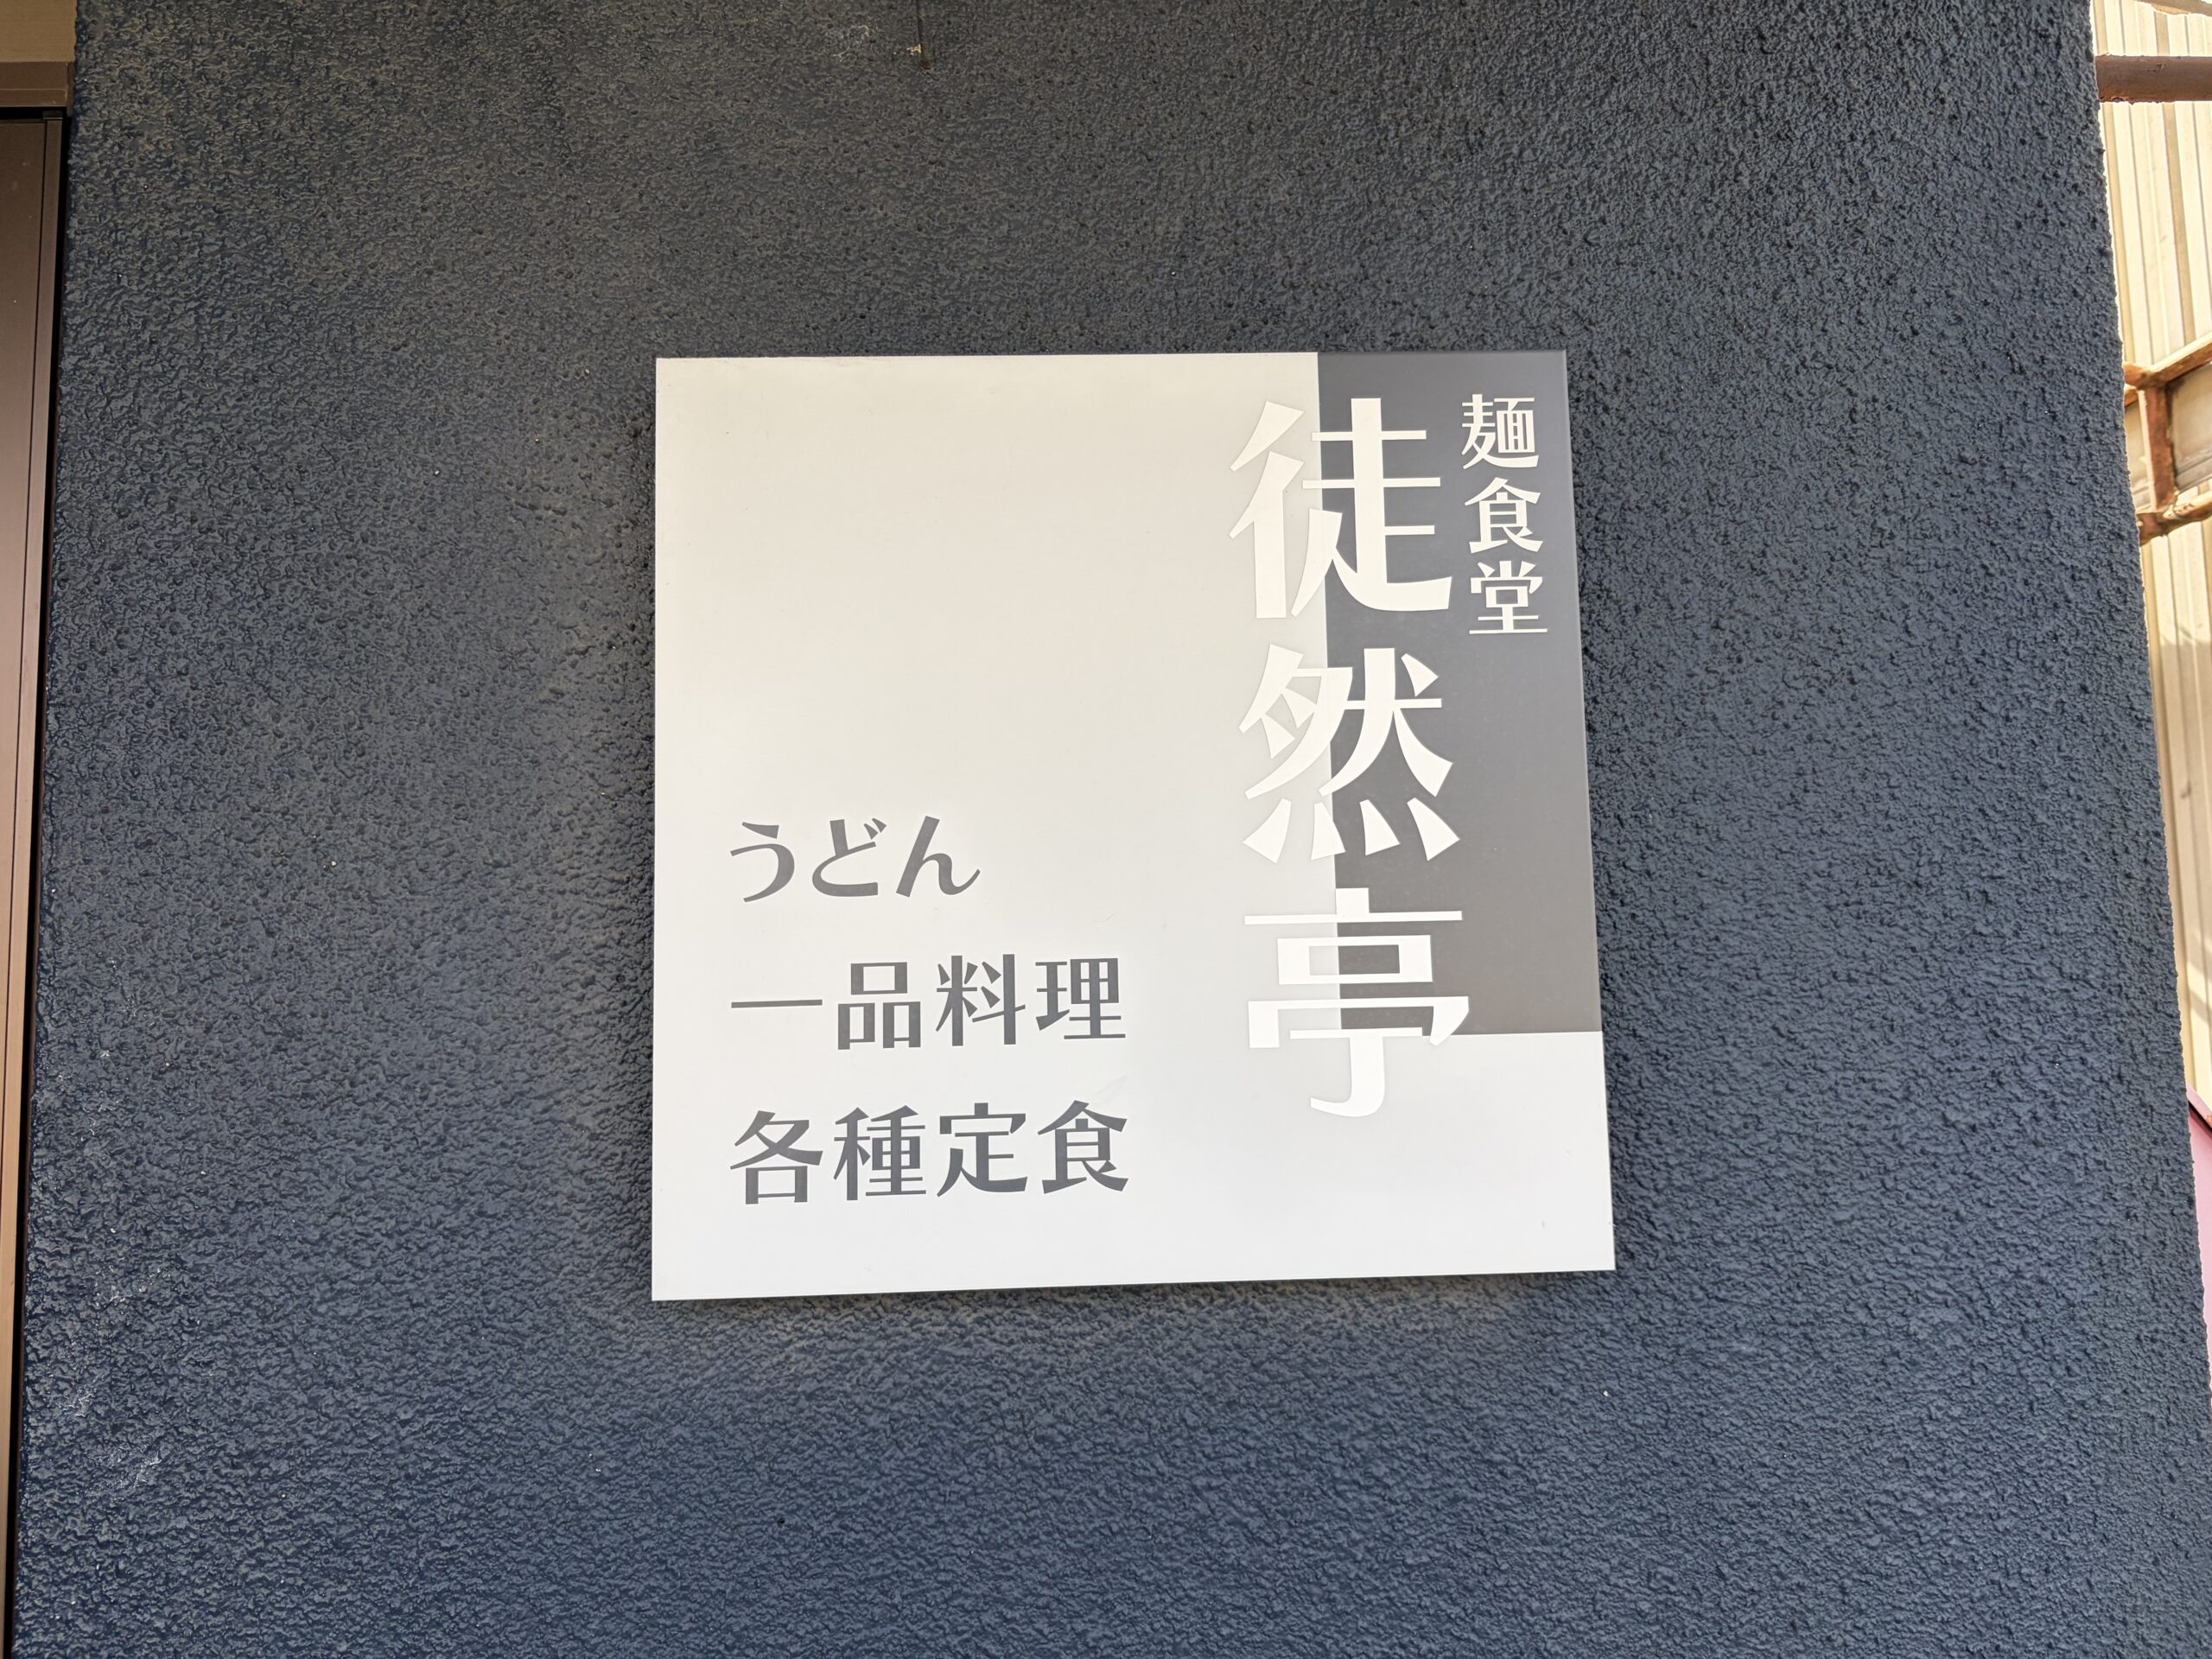 麺食堂
徒然亭
うどん
一品料理
各種定食